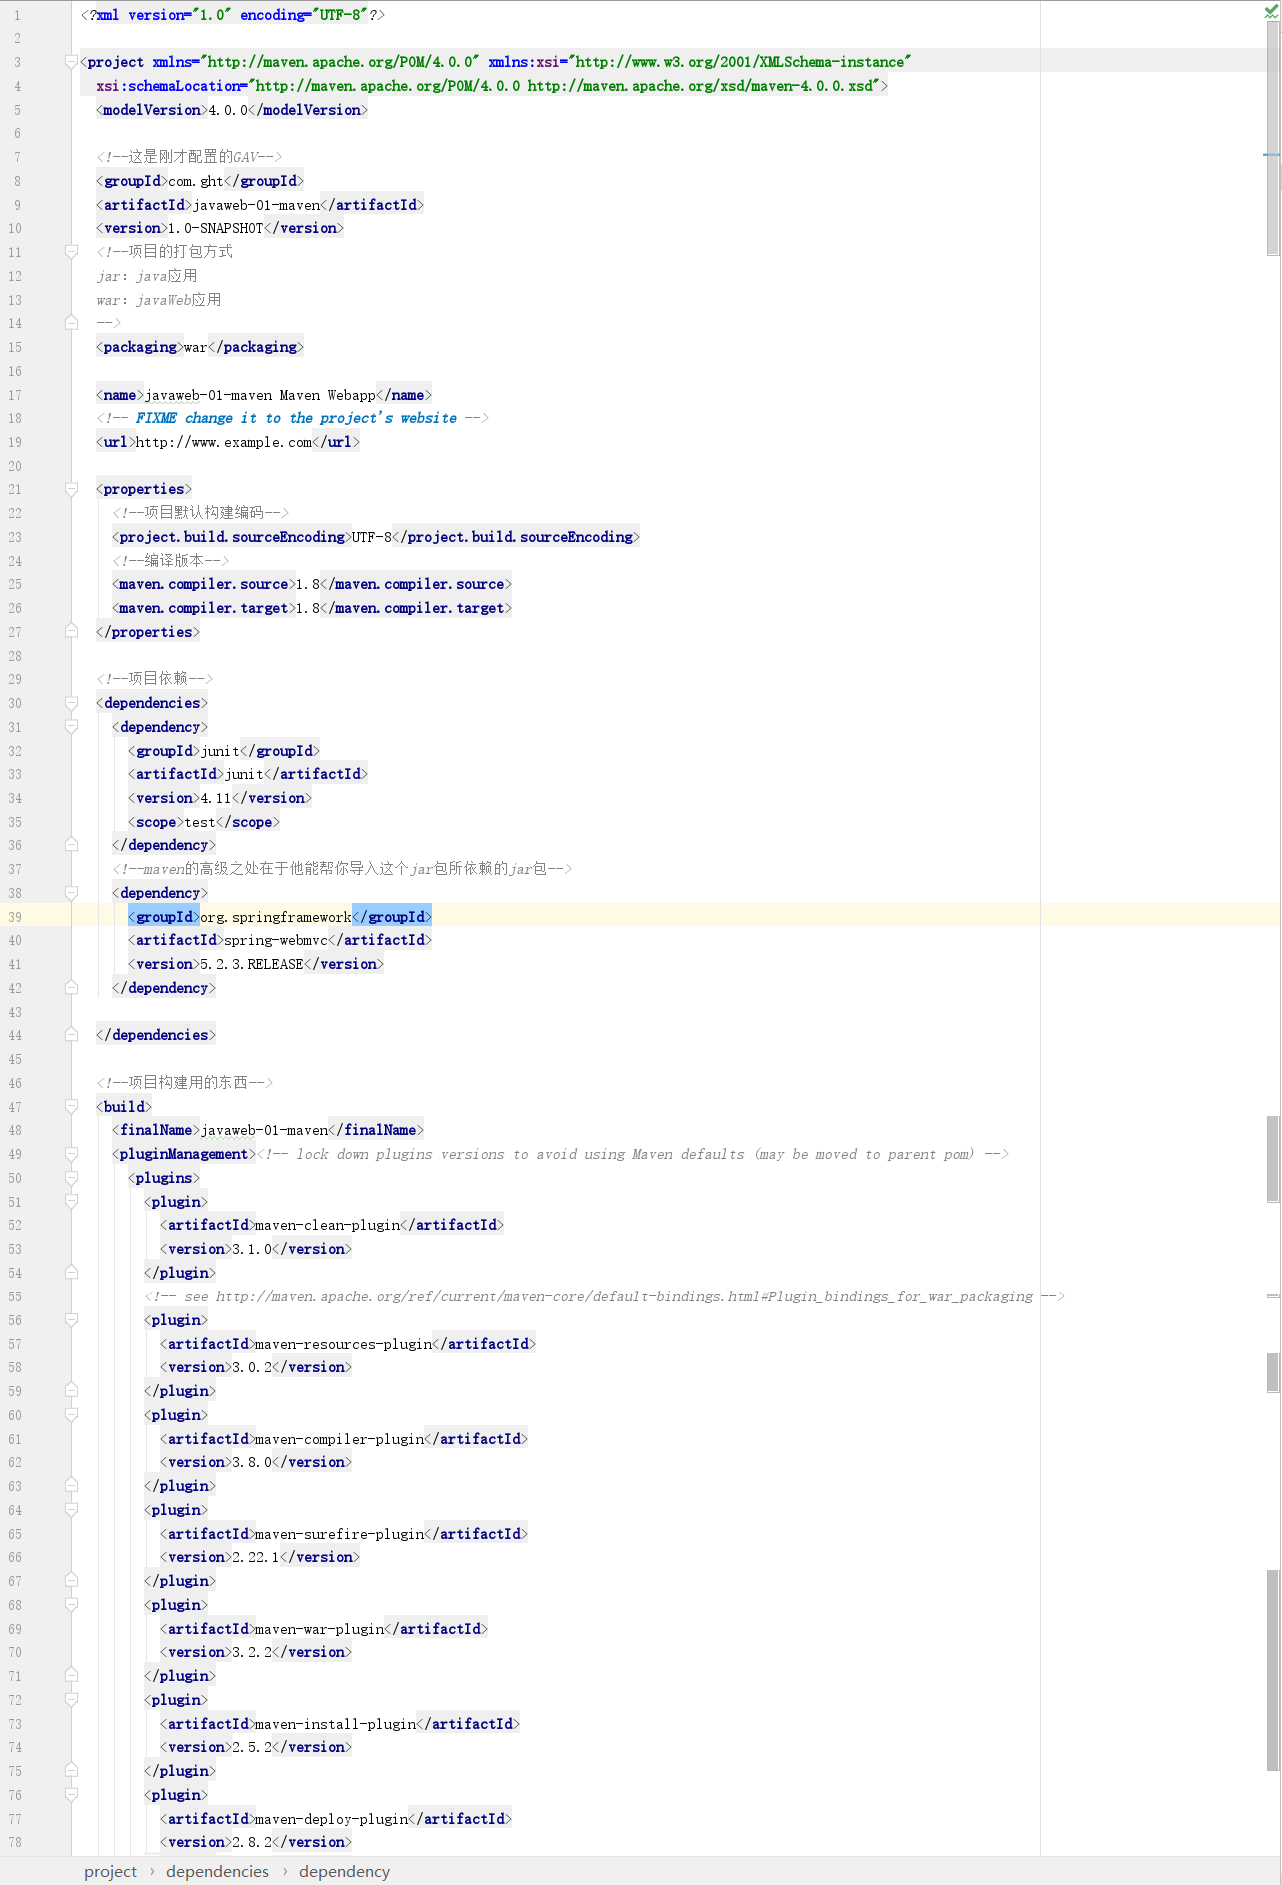 1 <?xml version="1.0" encoding="UTF-8"?>
2
3 <project xmlns="http://maven.apache.org/POM/4.0.0" xmlns:xsi="http://www.w3.org/2001/XMLSchema-instance"
4 xsi:schemaLocation="http://maven.apache.org/POM/4.0.0 http://maven.apache.org/xsd/maven-4.0.0.xsd">
5 <modelVersion>4.0.0</modelVersion>
6
7 <!--这是刚才配置的GAV-->
8 <groupId>com.ght</groupId>
9 <artifactId>javaweb-01-maven</artifactId>
10 <version>1.0-SNAPSHOT</version>
11 <!--项目的打包方式
12 jar：java应用
13 war：javaWeb应用
14 -->
15 <packaging>war</packaging>
16
17 <name>javaweb-01-maven Maven Webapp</name>
18 <!-- FIXME change it to the project's website -->
19 <url>http://www.example.com</url>
20
21 <properties>
22 <!--项目默认构建编码-->
23 <project.build.sourceEncoding>UTF-8</project.build.sourceEncoding>
24 <!--编译版本-->
25 <maven.compiler.source>1.8</maven.compiler.source>
26 <maven.compiler.target>1.8</maven.compiler.target>
27 </properties>
28
29 <!--项目依赖-->
30 <dependencies>
31 <dependency>
32 <groupId>junit</groupId>
33 <artifactId>junit</artifactId>
34 <version>4.11</version>
35 <scope>test</scope>
36 </dependency>
37 <!--maven的高级之处在于他能帮你导入这个jar包所依赖的jar包-->
38 <dependency>
39 <groupId>org.springframework</groupId>
40 <artifactId>spring-webmvc</artifactId>
41 <version>5.2.3.RELEASE</version>
42 </dependency>
43
44 </dependencies>
45
46 <!--项目构建用的东西-->
47 <build>
48 <finalName>javaweb-01-maven</finalName>
49 <pluginManagement><!-- lock down plugins versions to avoid using Maven defaults (may be moved to parent pom) -->
50 <plugins>
51 <plugin>
52 <artifactId>maven-clean-plugin</artifactId>
53 <version>3.1.0</version>
54 </plugin>
55 <!-- see http://maven.apache.org/ref/current/maven-core/default-bindings.html#Plugin_bindings_for_war_packaging -->
56 <plugin>
57 <artifactId>maven-resources-plugin</artifactId>
58 <version>3.0.2</version>
59 </plugin>
60 <plugin>
61 <artifactId>maven-compiler-plugin</artifactId>
62 <version>3.8.0</version>
63 </plugin>
64 <plugin>
65 <artifactId>maven-surefire-plugin</artifactId>
66 <version>2.22.1</version>
67 </plugin>
68 <plugin>
69 <artifactId>maven-war-plugin</artifactId>
70 <version>3.2.2</version>
71 </plugin>
72 <plugin>
73 <artifactId>maven-install-plugin</artifactId>
74 <version>2.5.2</version>
75 </plugin>
76 <plugin>
77 <artifactId>maven-deploy-plugin</artifactId>
78 <version>2.8.2</version>
project › dependencies › dependency